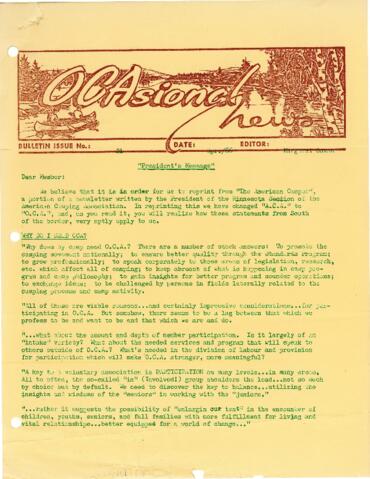 OCAsional news
BULLETIN ISSUE No.: 21 DATE: EDITOR: Margaret
"President's Message"
Dear Member:
We believe that it is in order for us to reprint from "The American Camper",
a portion of a newsletter written by the President of the Minnesota Section of the
American Camping Association. In reprinting this we have changed "A.C.A." to
"O.C.A.", and, as you read it, you will realize how these statements from South
of the border, very aptly apply to us.
WHY DO I NEED OCA?
"Why does my camp need O.C.A.? There are a number of stock answers: To promote the
camping movement nationally; to ensure better quality through the Standards Program;
to grow professionally; to speak corporately to those areas of legislation, research,
etc. which affect all of camping; to keep abreast of what is happening in camp pro-
grams and camp philosophy; to gain insights for better program and sounder operations;
to exchange ideas; to be challenged by persons in fields laterally related to the
camping process and camp activity.
"All of these are viable reasons...and certainly impressive considerations...for par-
ticipating in O.C.A. But somehow, there seems to be a lag between that which we
profess to be and want to be and that which we are and do.
"...what about the amount and depth of member participation. Is it largely of an
"intake" variety? What about the needed services and program that will speak to
others outside of O.C.A.? What's needed in the division of labour and provision
for participation which will make O.C.A. stronger, more meaningful?
"A key to a voluntary association is PARTICIPATION on many levels...in many areas.
All to often, the so-called "in" (involved!) group shoulders the load...not so much
by choice but by default. We need to discover the key to balance...utilizing the
insights and wisdom of the "seniors" in working with the "juniors."
"...rather it suggests the possibility of "enlarging our tent" in the encounter of
children, youths, seniors, and full families with more fulfillment for living and
vital relationships...better equipped for a world of change..."